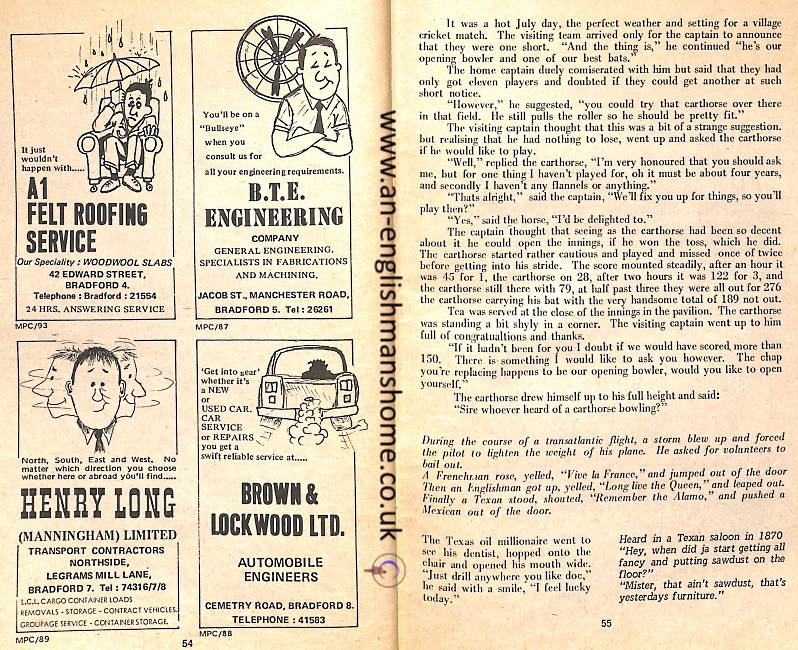 It just
wouldn't
happen with.....
A1
FELT ROOFING
SERVICE
Our Speciality : WOODWOOL SLABS
42 EDWARD STREET,
BRADFORD 4.
Telephone : Bradford : 21554
24 HRS. ANSWERING SERVICE
MPC/93
You'll be on a
"Bullseye"
when you
consult us for
all your engineering requirements.
B.T.E.
ENGINEERING
COMPANY
GENERAL ENGINEERING.
SPECIALISTS IN FABRICATIONS
AND MACHINING,
JACOB ST., MANCHESTER ROAD,
BRADFORD 5. Tel : 26261
MPC/87
North, South, East and West, No
matter which direction you choose
whether here or abroad you'll find.....
HENRY LONG
(MANNINGHAM) LIMITED
TRANSPORT CONTRACTORS
NORTHSIDE,
LEGRAMS MILL LANE,
BRADFORD 7. Tel : 74316/7/8
L.C.L. CARGO CONTAINER LOADS
REMOVALS - STORAGE - CONTRACT VEHICLES.
GROUPAGE SERVICE - CONTAINER STORAGE.
MPC/89
'Get into gear'
whether it's
a NEW
or
USED CAR.
CAR
SERVICE
or REPAIRS
you get a
swift reliable service at.....
BROWN &
LOCKWOOD LTD.
AUTOMOBILE
ENGINEERS
CEMETRY ROAD, BRADFORD 8.
TELEPHONE : 41583
MPC/88
54
www.an-englishmanshome.co.uk
It was a hot July day, the perfect weather and setting for a village
cricket match. The visiting team arrived only for the captain to announce
that they were one short. "And the thing is," he continued "he's our
opening bowler and one of our best bats."
The home captain duely comiserated with him but said that they had
only got eleven players and doubted if they could get another at such
short notice.
"However," he suggested, "you could try that carthorse over there
in that field. He still pulls the roller so he should be pretty fit."
The visiting captain thought that this was a bit of a strange suggestion.
but realising that he had nothing to lose, went up and asked the carthorse
if he would like to play.
"Well," replied the carthorse, "I'm very honoured that you should ask
me, but for one thing I haven't played for, oh it must be about four years,
and secondly I haven't any flannels or anything."
"Thats alright," said the captain, "We'll fix you up for things, so you'll
play then?"
"Yes," said the horse, "I'd be delighted to."
The captain thought that seeing as the carthorse had been so decent
about it he could open the innings, if he won the toss, which he did.
The carthorse started rather cautious and played and missed once of twice
before getting into his stride. The score mounted steadily, after an hour it
was 45 for 1, the carthorse on 28, after two hours it was 122 for 3, and
the carthorse still there with 79, at half past three they were all out for 276
the carthorse carrying his bat with the very handsome total of 189 not out.
Tea was served at the close of the innings in the pavilion. The carthorse
was standing a bit shyly in a corner. The visiting captain went up to him
full of congratualtions and thanks.
"If it hadn't been for you I doubt if we would have scored more than
150. There is something I would like to ask you however. The chap
you're replacing happens to be our opening bowler, would you like to open
yourself."
The carthorse drew himself up to his full height and said:
"Sire whoever heard of a carthorse bowling?"
During the course of a transatlantic flight, a storm blew up and forced
the pilot to lighten the weight of his plane. He asked for volunteers to
bail out.
A Frenchman rose, yelled, "Vive la France," and jumped out of the door
Then an Englishman got up, yelled, "Long live the Queen," and leaped out.
Finally a Texan stood, shouted, "Remember the Alamo," and pushed a
Mexican out of the door.
The Texas oil millionaire went to
see his dentist, hopped onto the
chair and opened his mouth wide.
"Just drill anywhere you like doc,"
he said with a smile, "I feel lucky
today."
Heard in a Texan saloon in 1870
"Hey, when did ja start getting all
fancy and putting sawdust on the
floor?"
"Mister, that ain't sawdust, that's
yesterdays furniture."
55